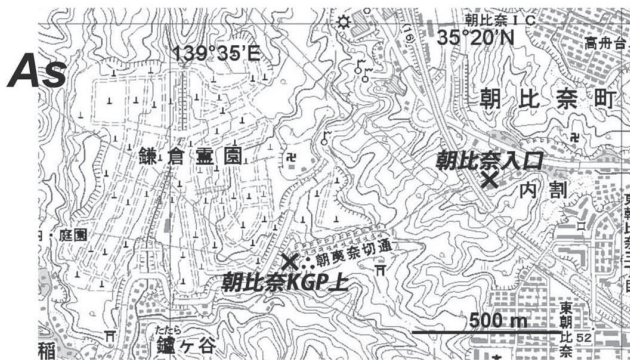 朝比奈IC
139°35′E
35°20′N
高舟台
As
朝比奈町
鎌倉霊園
朝比奈入口
内割
・庭園
朝夷奈切通
朝比奈KGP上
500 m
稲
たたら
鑪ヶ谷
東朝比奈
52